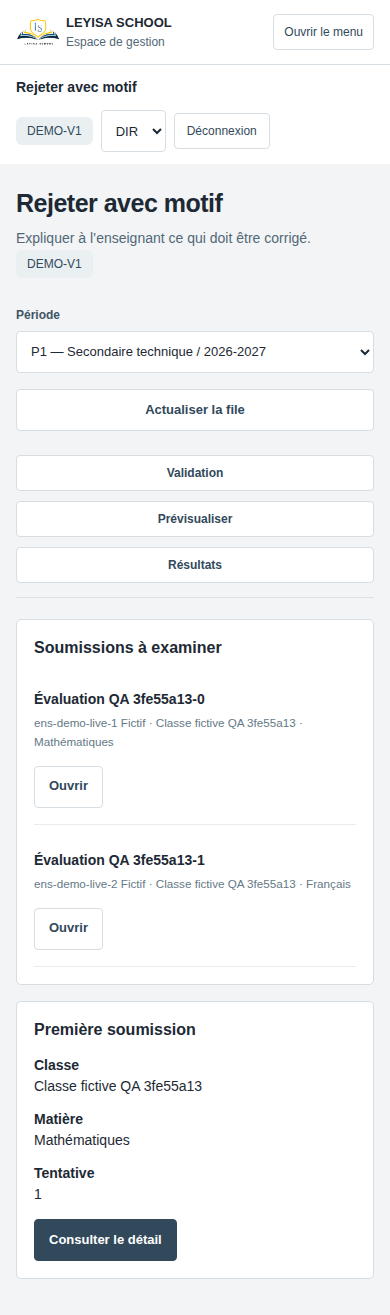 LEYISA SCHOOL
Espace de gestion
Ouvrir le menu
Rejeter avec motif
DEMO-V1
DIR
Déconnexion
Rejeter avec motif
Expliquer à l’enseignant ce qui doit être corrigé.
DEMO-V1
Période
P1 — Secondaire technique / 2026-2027
Actualiser la file
Validation
Prévisualiser
Résultats
Soumissions à examiner
Évaluation QA 3fe55a13-0
ens-demo-live-1 Fictif · Classe fictive QA 3fe55a13 ·
Mathématiques
Ouvrir
Évaluation QA 3fe55a13-1
ens-demo-live-2 Fictif · Classe fictive QA 3fe55a13 · Français
Ouvrir
Première soumission
Classe
Classe fictive QA 3fe55a13
Matière
Mathématiques
Tentative
1
Consulter le détail